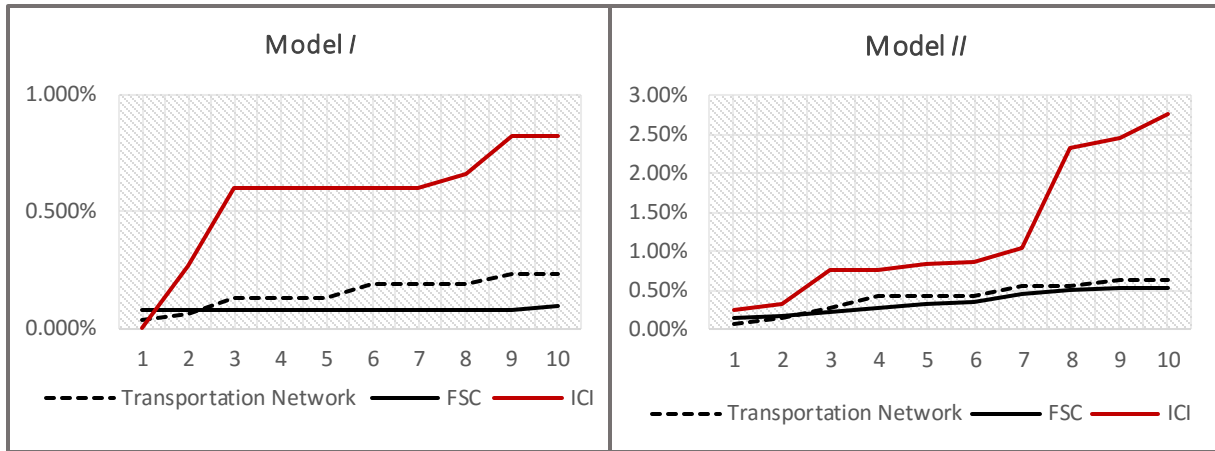 Model I
1.000%
0.500%
0.000%
1 2 3 4 5 6 7 8 9 10
Transportation Network FSC ICI
Model II
3.00%
2.50%
2.00%
1.50%
1.00%
0.50%
0.00%
1 2 3 4 5 6 7 8 9 10
Transportation Network FSC ICI